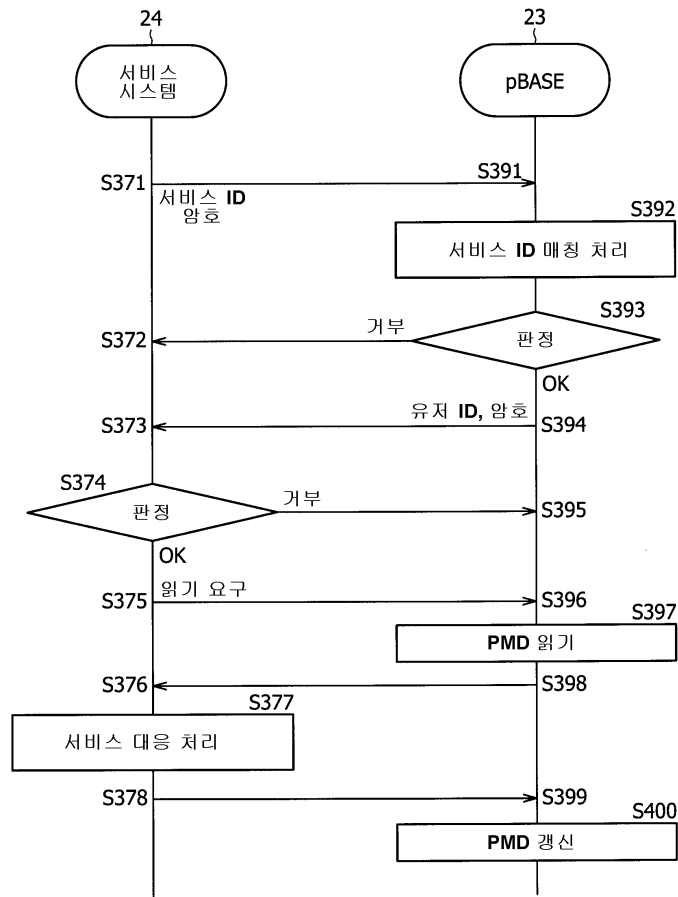 24
23
서비스
시스템
pBASE
S371
S391
서비스 ID
암호
S392
서비스 ID 매칭 처리
S393
S372
거부
판정
OK
S373
유저 ID, 암호
S394
S374
판정
거부
S395
OK
S375
읽기 요구
S396
S397
PMD 읽기
S376
S398
S377
서비스 대응 처리
S378
S399
S400
PMD 갱신